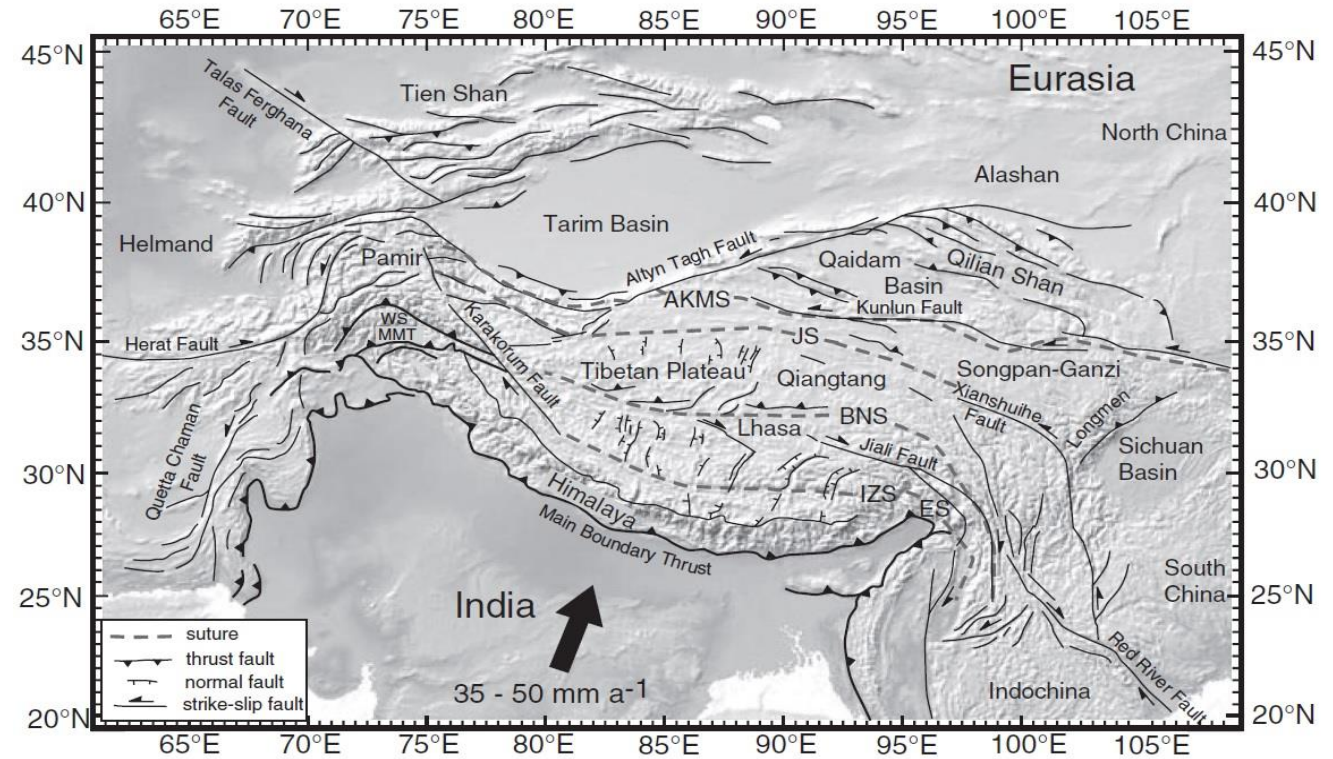 65°E 70°E 75°E 80°E 85°E 90°E 95°E 100°E 105°E
45°N
45°N
Talas Ferghana
Fault
Tien Shan
Eurasia
North China
Alashan
40°N
40°N
Helmand
Tarim Basin
Pamir
Altyn Tagh Fault
Qaidam
Basin
Qilian Shan
AKMS
Kunlun Fault
WS
MMT
Karakorum Fault
35°N
35°N
Herat Fault
JS
Tibetan Plateau
Qiangtang
Songpan-Ganzi
Xianshuihe
Fault
Longmen
BNS
Lhasa
Jiali Fault
Sichuan
Basin
30°N
30°N
Quetta Chaman
Fault
Himalaya
IZS
ES
Main Boundary Thrust
South
China
25°N
25°N
India
35 - 50 mm a-1
Indochina
Red River Fault
suture
thrust fault
normal fault
strike-slip fault
20°N
20°N
65°E 70°E 75°E 80°E 85°E 90°E 95°E 100°E 105°E